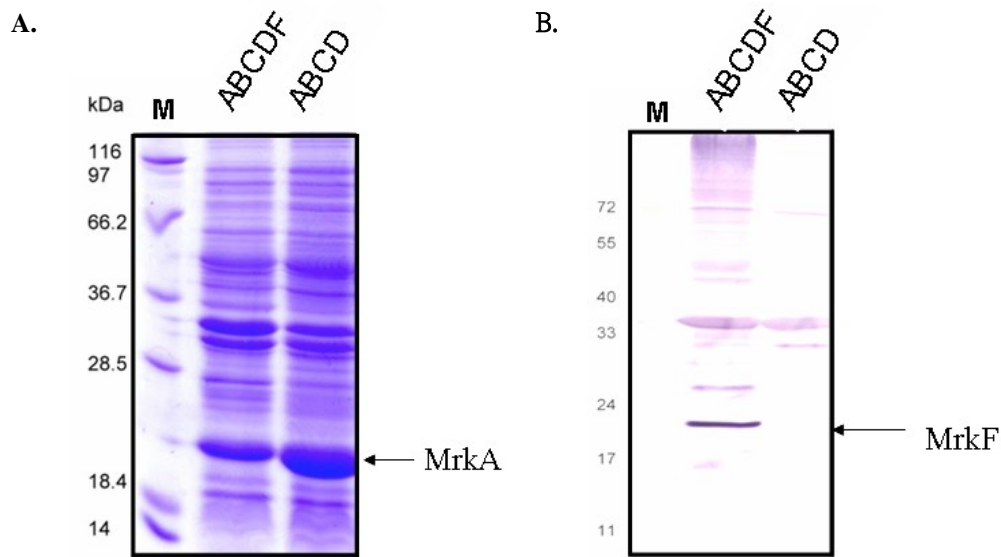 A.
kDa
M
ABCDF
ABCD
116
97
66.2
36.7
28.5
18.4
14
MrkA
B.
M
ABCDF
ABCD
72
55
40
33
24
17
11
MrkF